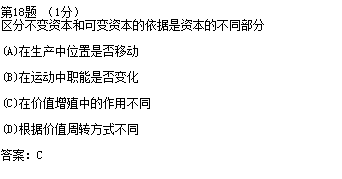 第18题 （1分）
区分不变资本和可变资本的依据是资本的不同部分
(A)在生产中位置是否移动
(B)在运动中职能是否变化
(C)在价值增殖中的作用不同
(D)根据价值周转方式不同
答案：C